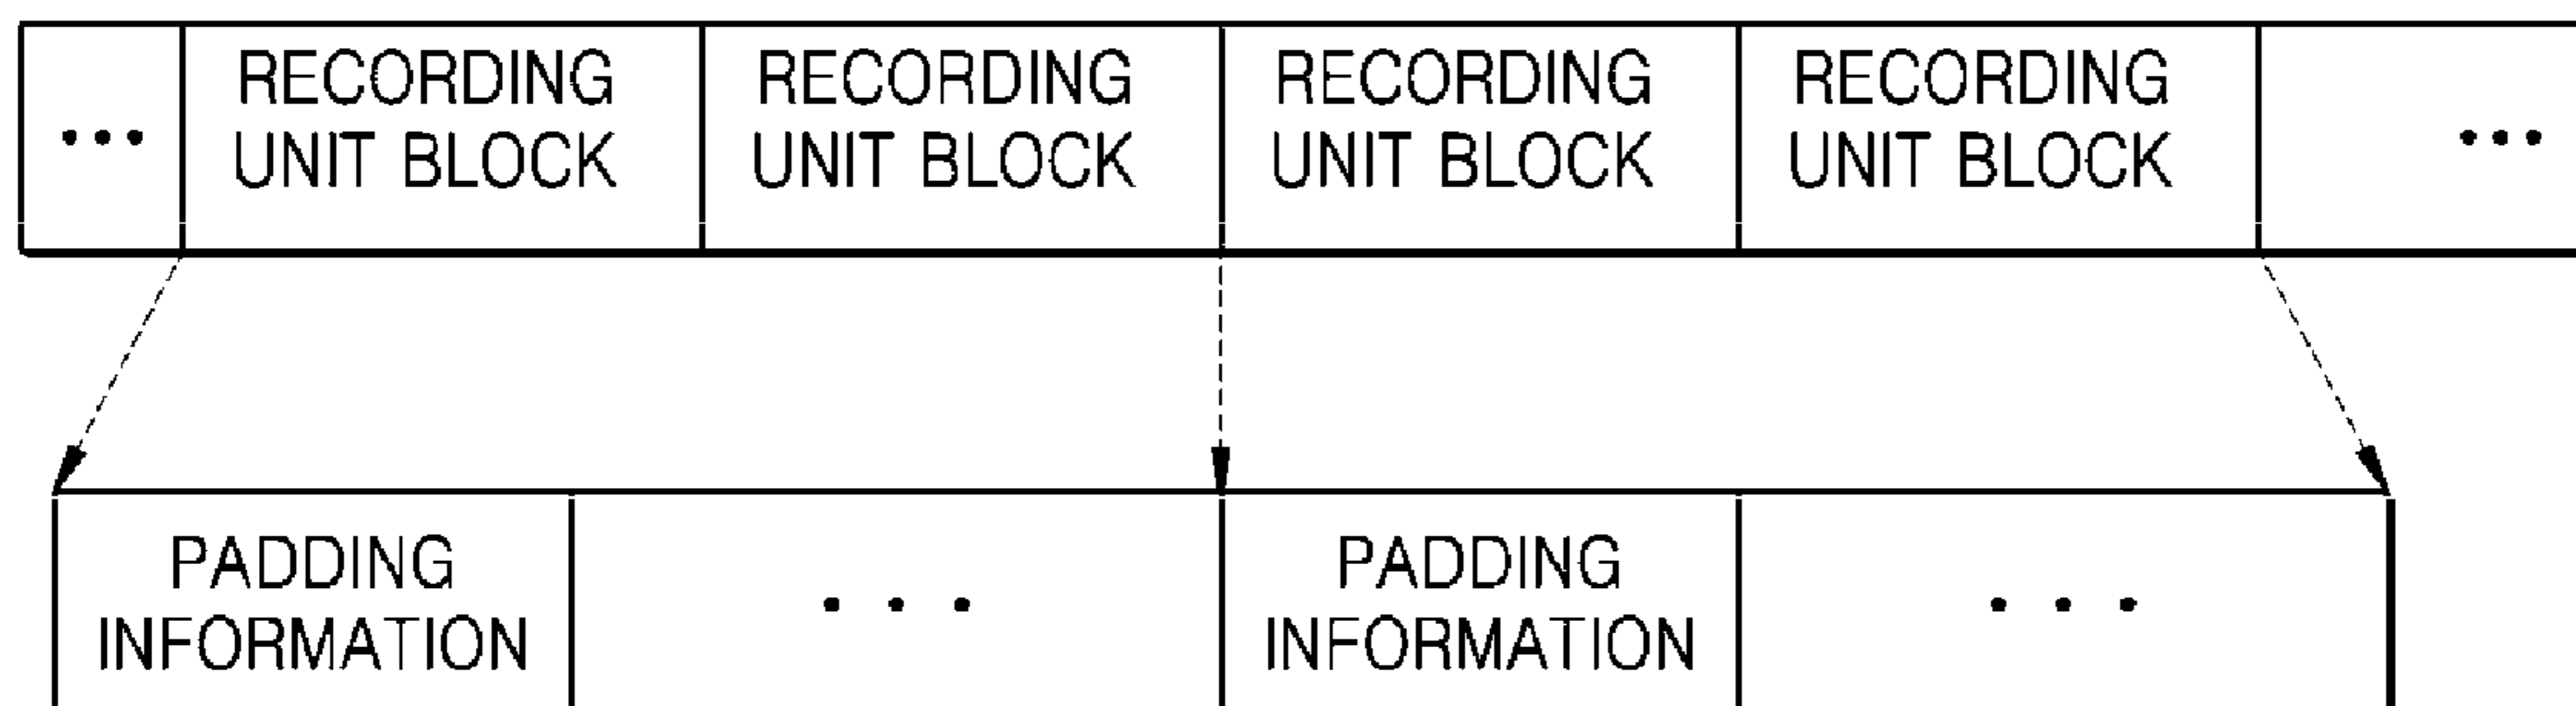 ... RECORDING RECORDING RECORDING RECORDING ...
UNIT BLOCK UNIT BLOCK UNIT BLOCK UNIT BLOCK
PADDING ... PADDING ...
INFORMATION INFORMATION